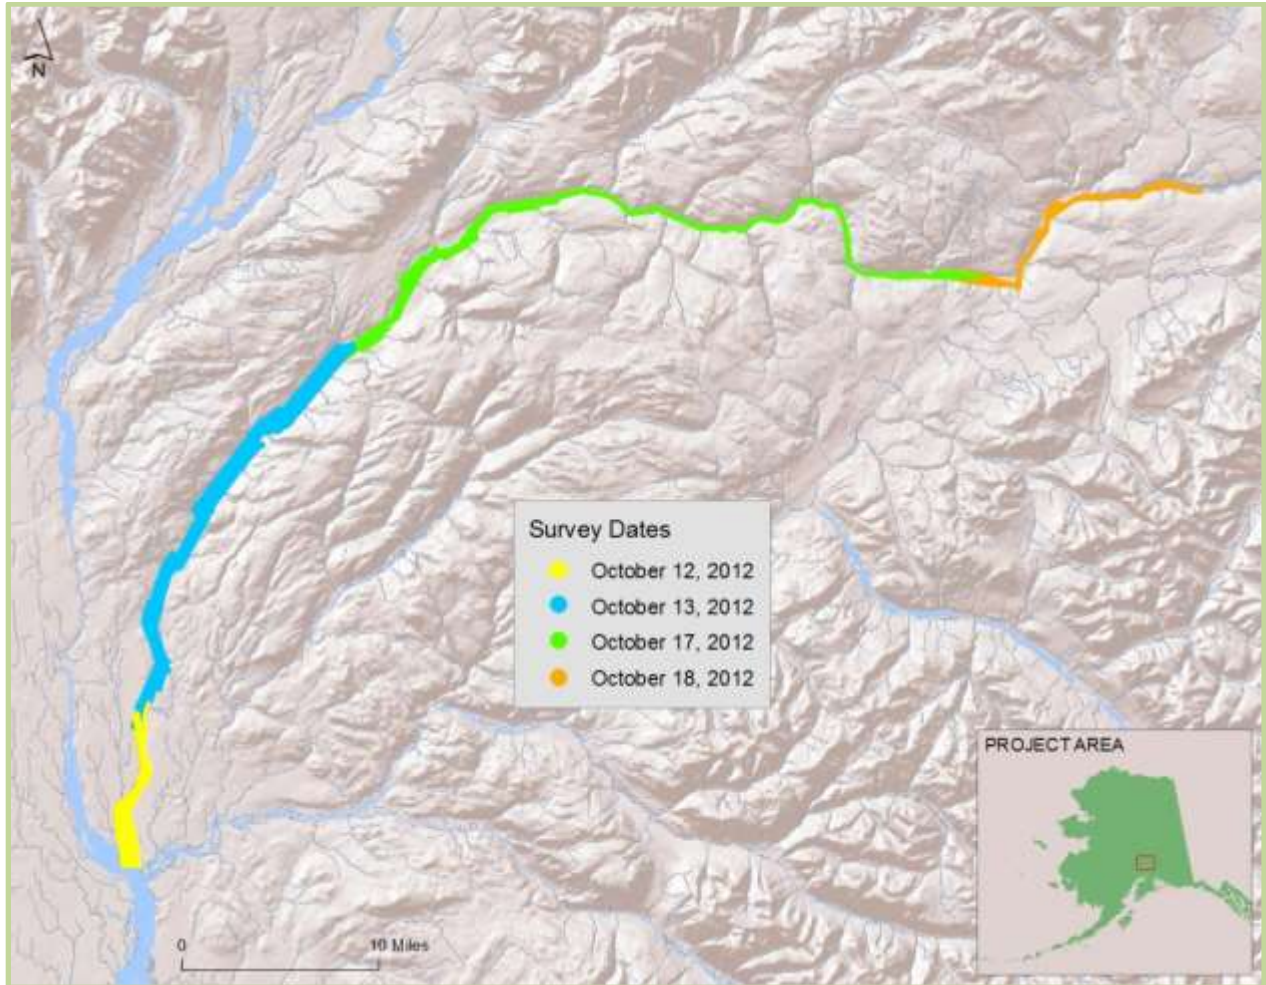 N
Survey Dates
October 12, 2012
October 13, 2012
October 17, 2012
October 18, 2012
PROJECT AREA
0 10 Miles